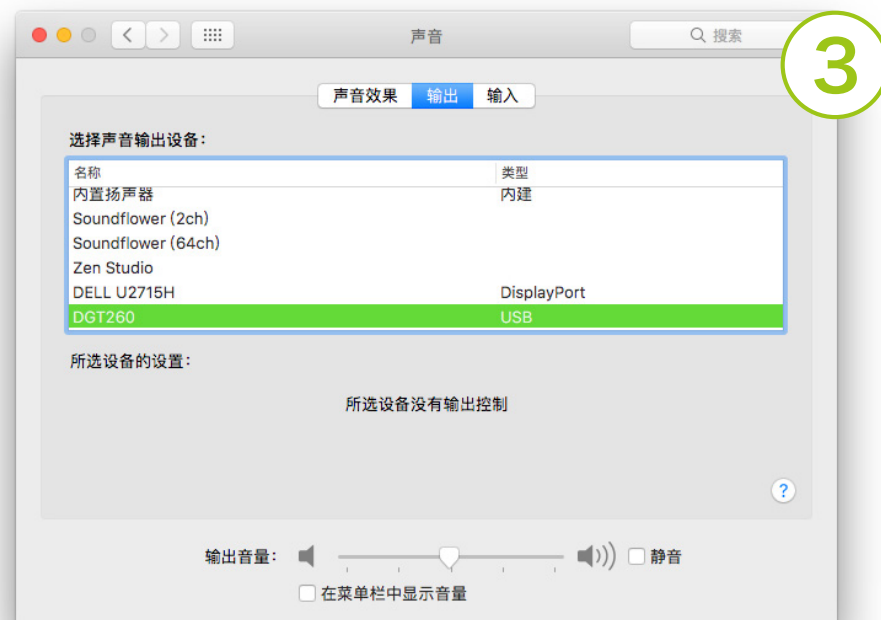 声音
搜索
3
声音效果 输出 输入
选择声音输出设备：
名称 类型
内置扬声器 内建
Soundflower (2ch)
Soundflower (64ch)
Zen Studio
DELL U2715H DisplayPort
DGT260 USB
所选设备的设置：
所选设备没有输出控制
?
输出音量： 静音
在菜单栏中显示音量